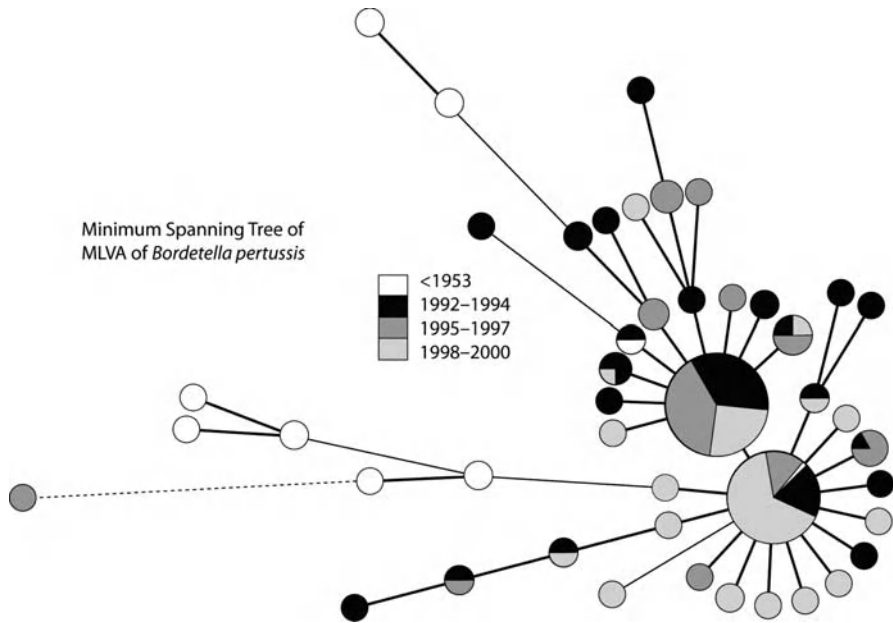 Minimum Spanning Tree of
MLVA of Bordetella pertussis
<1953
1992–1994
1995–1997
1998–2000